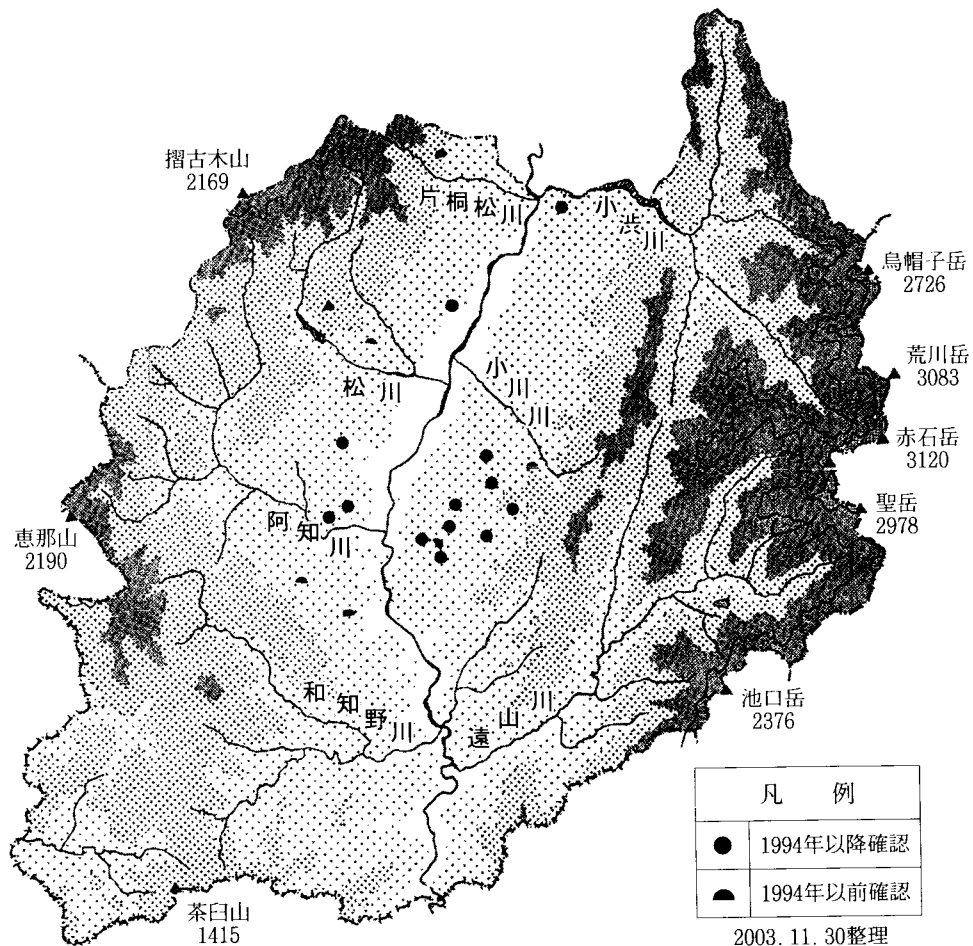 摺古木山
2169
片桐松川
小渋川
烏帽子岳
2726
荒川岳
3083
松川
小川川
赤石岳
3120
聖岳
2978
恵那山
2190
阿知川
池口岳
2376
和知野川
遠山川
茶臼山
1415
凡 例
1994年以降確認
1994年以前確認
2003.11.30整理